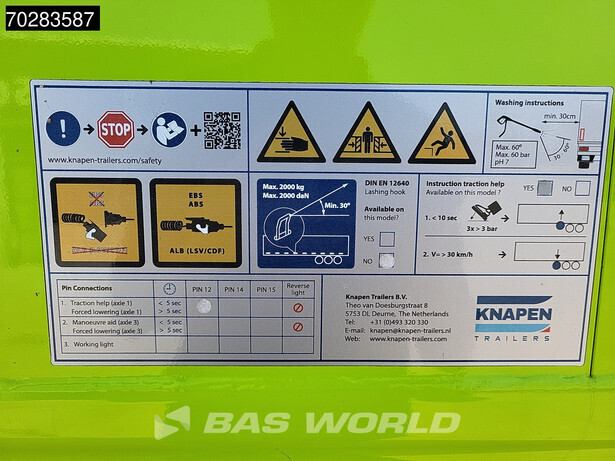 70283587
!
STOP
www.knapen-trailers.com/safety
Washing instructions
min. 30cm
Max. 60°
Max. 60 bar
pH 7
30 - 60°
EBS
ABS
ALB (LSV/CDF)
Max. 2000 kg
Max. 2000 daN
Min. 30°
DIN EN 12640
Lashing hook
Available on
this model?
YES
NO
Instruction traction help
Available on this model ?
YES
NO
1. < 10 sec
3x > 3 bar
2. V= > 30 km/h
Pin Connections
PIN 12
PIN 14
PIN 15
Reverse
light
1. Traction help (axle 1)
< 5 sec
Forced lowering (axle 1)
> 5 sec
2. Manoeuvre aid (axle 3)
< 5 sec
Forced lowering (axle 3)
> 5 sec
3. Working light
Knapen Trailers B.V.
Theo van Doesburgstraat 8
5753 DL Deurne, The Netherlands
Tel: +31 (0)493 320 330
E-mail: knapen@knapen-trailers.nl
Web: www.knapen-trailers.com
KNAPEN
TRAILERS
BAS WORLD